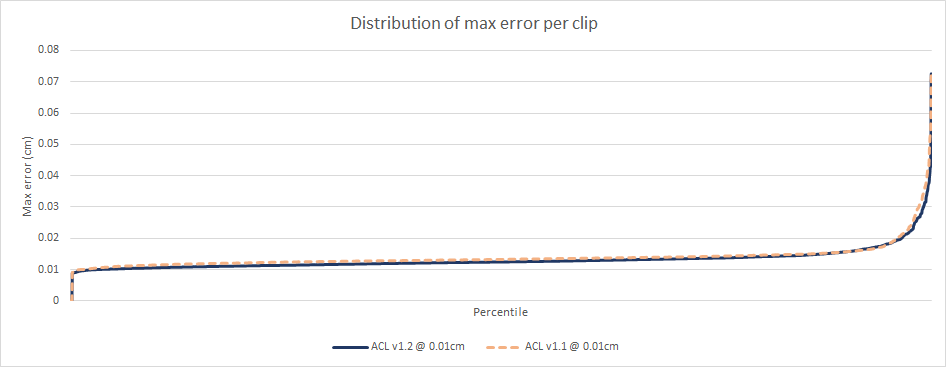 Distribution of max error per clip
0.08
0.07
0.06
0.05
0.04
0.03
0.02
0.01
0
Max error (cm)
Percentile
ACL v1.2 @ 0.01cm ACL v1.1 @ 0.01cm